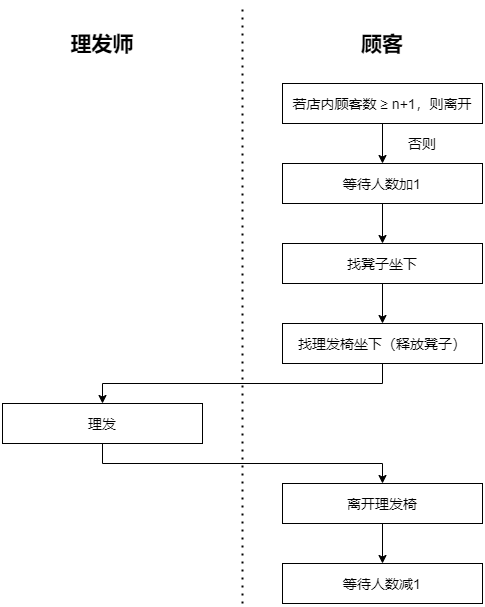 理发师
顾客
若店内顾客数 ≥ n+1，则离开
否则
等待人数加1
找凳子坐下
找理发椅坐下（释放凳子）
理发
离开理发椅
等待人数减1